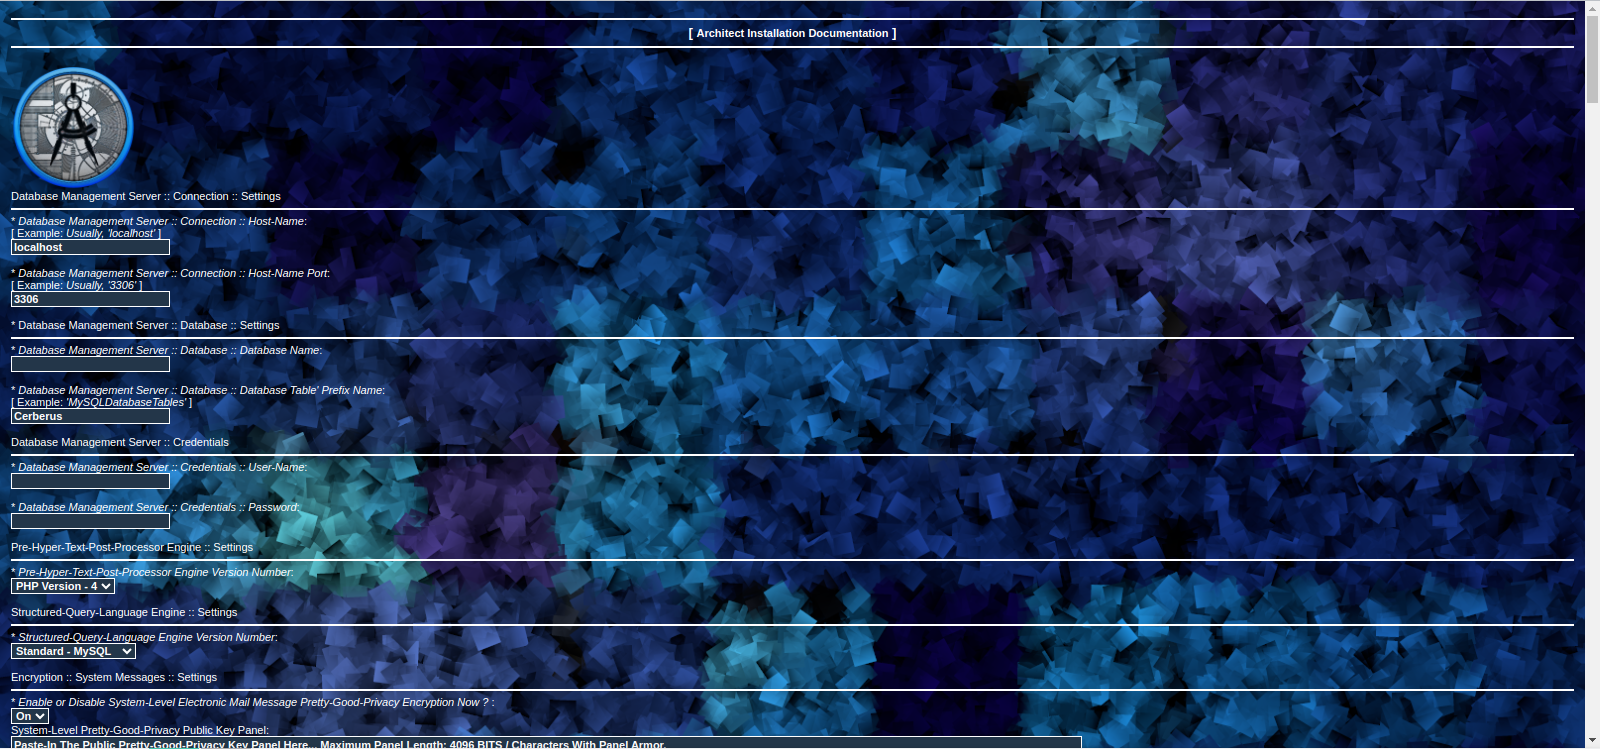 [ Architect Installation Documentation ]
Database Management Server :: Connection :: Settings
* Database Management Server :: Connection :: Host-Name:
[ Example: Usually, 'localhost' ]
localhost
* Database Management Server :: Connection :: Host-Name Port:
[ Example: Usually, '3306' ]
3306
* Database Management Server :: Database :: Settings
* Database Management Server :: Database :: Database Name:
* Database Management Server :: Database :: Database Table' Prefix Name:
[ Example: 'MySQLDatabaseTables' ]
Cerberus
Database Management Server :: Credentials
* Database Management Server :: Credentials :: User-Name:
* Database Management Server :: Credentials :: Password:
Pre-Hyper-Text-Post-Processor Engine :: Settings
* Pre-Hyper-Text-Post-Processor Engine Version Number:
PHP Version - 4
Structured-Query-Language Engine :: Settings
* Structured-Query-Language Engine Version Number:
Standard - MySQL
Encryption :: System Messages :: Settings
* Enable or Disable System-Level Electronic Mail Message Pretty-Good-Privacy Encryption Now ? :
On
System-Level Pretty-Good-Privacy Public Key Panel:
Paste-In The Public Pretty-Good-Privacy Key Panel Here... Maximum Panel Length: 4096 BITS / Characters With Panel Armor.